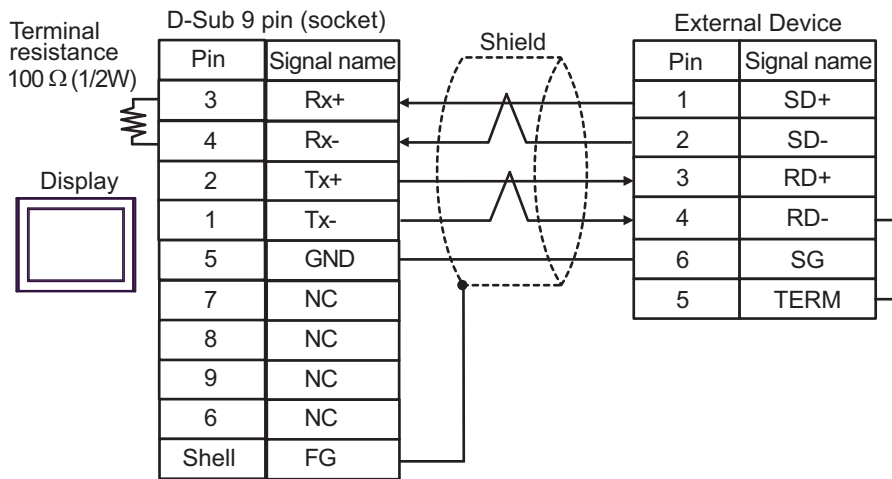 D-Sub 9 pin (socket)
External Device
Terminal
resistance
100 Ω (1/2W)
Shield
Display
Pin Signal name
3 Rx+
4 Rx-
2 Tx+
1 Tx-
5 GND
7 NC
8 NC
9 NC
6 NC
Shell FG
Pin Signal name
1 SD+
2 SD-
3 RD+
4 RD-
6 SG
5 TERM